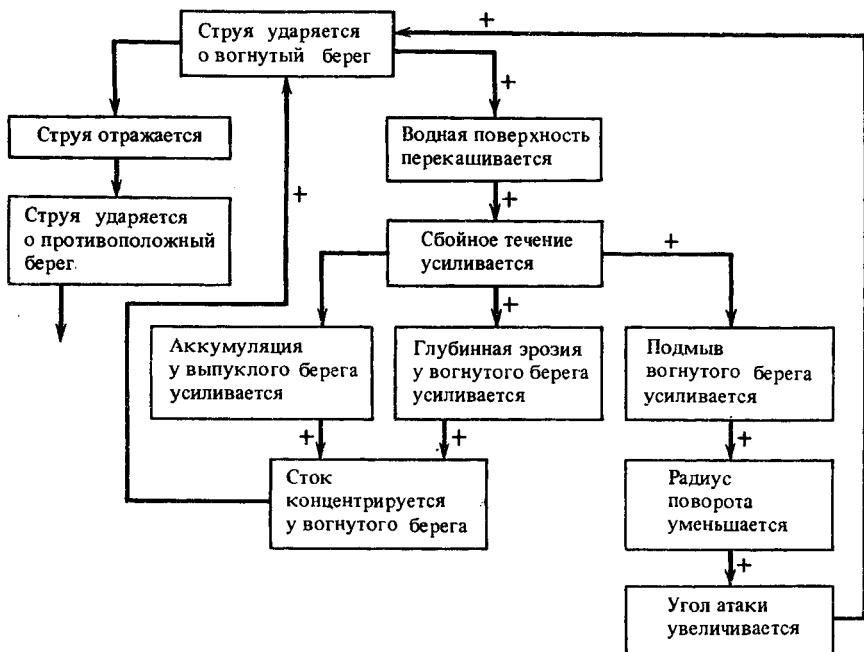 Струя ударяется
о вогнутый берег
+
+
Струя отражается
Водная поверхность
перекашивается
+
+
Струя ударяется
о противоположный
берег.
Сбойное течение
усиливается
+
+
Аккумуляция
у выпуклого берега
усиливается
Глубинная эрозия
у вогнутого берега
усиливается
Подмыв
вогнутого берега
усиливается
+
+
+
Сток
концентрируется
у вогнутого берега
Радиус
поворота
уменьшается
+
Угол атаки
увеличивается